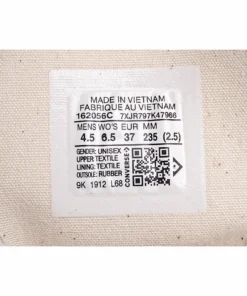 MADE IN VIETNAM
FABRIQUE AU VIETNAM
162056C 7XJR797K47966
MENS WO'S EUR MM
4.5 6.5 37 235 (2.5)
GENDER: UNISEX
UPPER: TEXTILE
LINING: TEXTILE
OUTSOLE: RUBBER
9K 1912 L68
CONVERSE